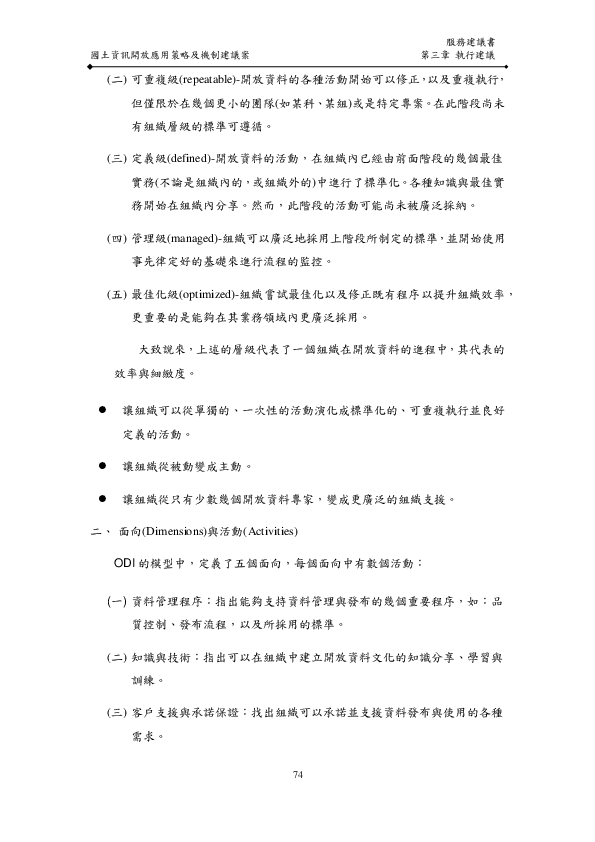 服務建議書
國土資訊開放應用策略及機制建議案 第三章 執行建議
(二) 可重複級(repeatable)-開放資料的各種活動開始可以修正，以及重複執行，
但僅限於在幾個更小的團隊(如某科、某組)或是特定專案。在此階段尚未
有組織層級的標準可遵循。
(三) 定義級(defined)-開放資料的活動，在組織內已經由前面階段的幾個最佳
實務(不論是組織內的，或組織外的)中進行了標準化。各種知識與最佳實
務開始在組織內分享。然而，此階段的活動可能尚未被廣泛採納。
(四) 管理級(managed)-組織可以廣泛地採用上階段所制定的標準，並開始使用
事先律定好的基礎來進行流程的監控。
(五) 最佳化級(optimized)-組織嘗試最佳化以及修正既有程序以提升組織效率，
更重要的是能夠在其業務領域內更廣泛採用。
大致說來，上述的層級代表了一個組織在開放資料的進程中，其代表的
效率與細緻度。
● 讓組織可以從單獨的、一次性的活動演化成標準化的、可重複執行並良好
定義的活動。
● 讓組織從被動變成主動。
● 讓組織從只有少數幾個開放資料專家，變成更廣泛的組織支援。
二、 面向(Dimensions)與活動(Activities)
ODI 的模型中，定義了五個面向，每個面向中有數個活動：
(一) 資料管理程序：指出能夠支持資料管理與發布的幾個重要程序，如：品
質控制、發布流程，以及所採用的標準。
(二) 知識與技術：指出可以在組織中建立開放資料文化的知識分享、學習與
訓練。
(三) 客戶支援與承諾保證：找出組織可以承諾並支援資料發布與使用的各種
需求。
74